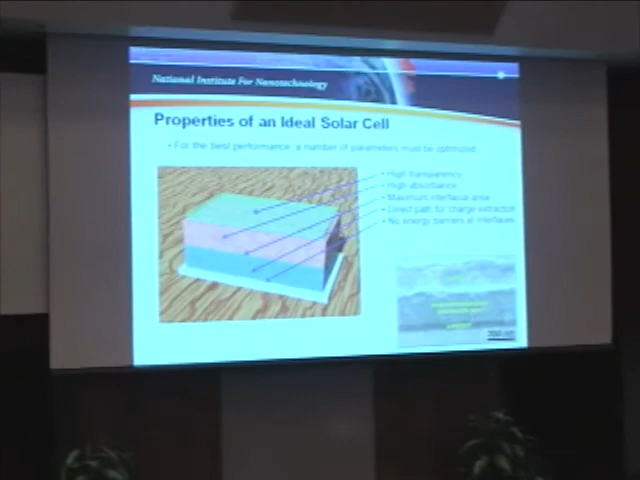 National Institute For Nanotechnology
Properties of an Ideal Solar Cell
• For the best performance a number of parameters must be optimized
• High transparency
• High absorbance
• Maximum interfacial area
• Direct path for charge extraction
• No energy barriers at interfaces